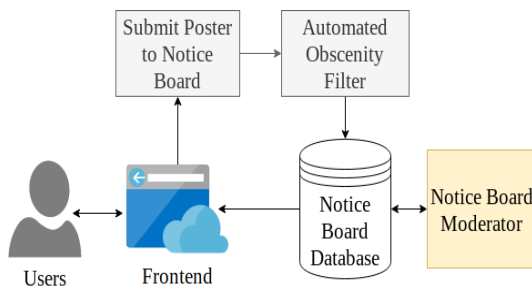 Submit Poster
to Notice
Board
Automated
Obscenity
Filter
Notice
Board
Database
Notice Board
Moderator
Users
Frontend